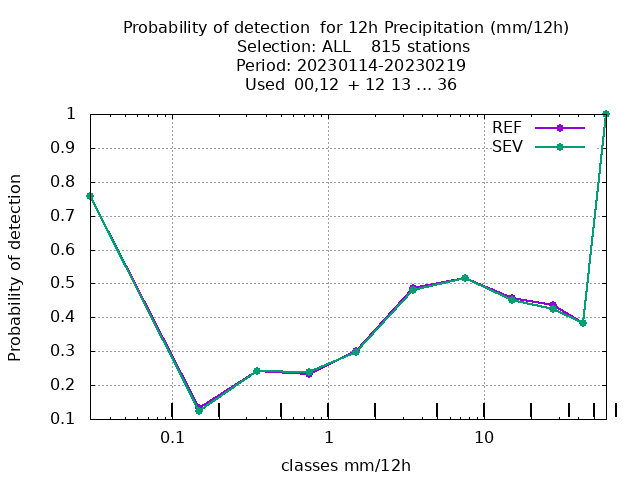 Probability of detection  for 12h Precipitation (mm/12h)
Selection: ALL    815 stations
Period: 20230114-20230219
Used  00,12  + 12 13 ... 36
1
0.9
0.8
0.7
0.6
0.5
0.4
0.3
0.2
0.1
Probability of detection
REF
SEV
0.1
1
10
classes mm/12h